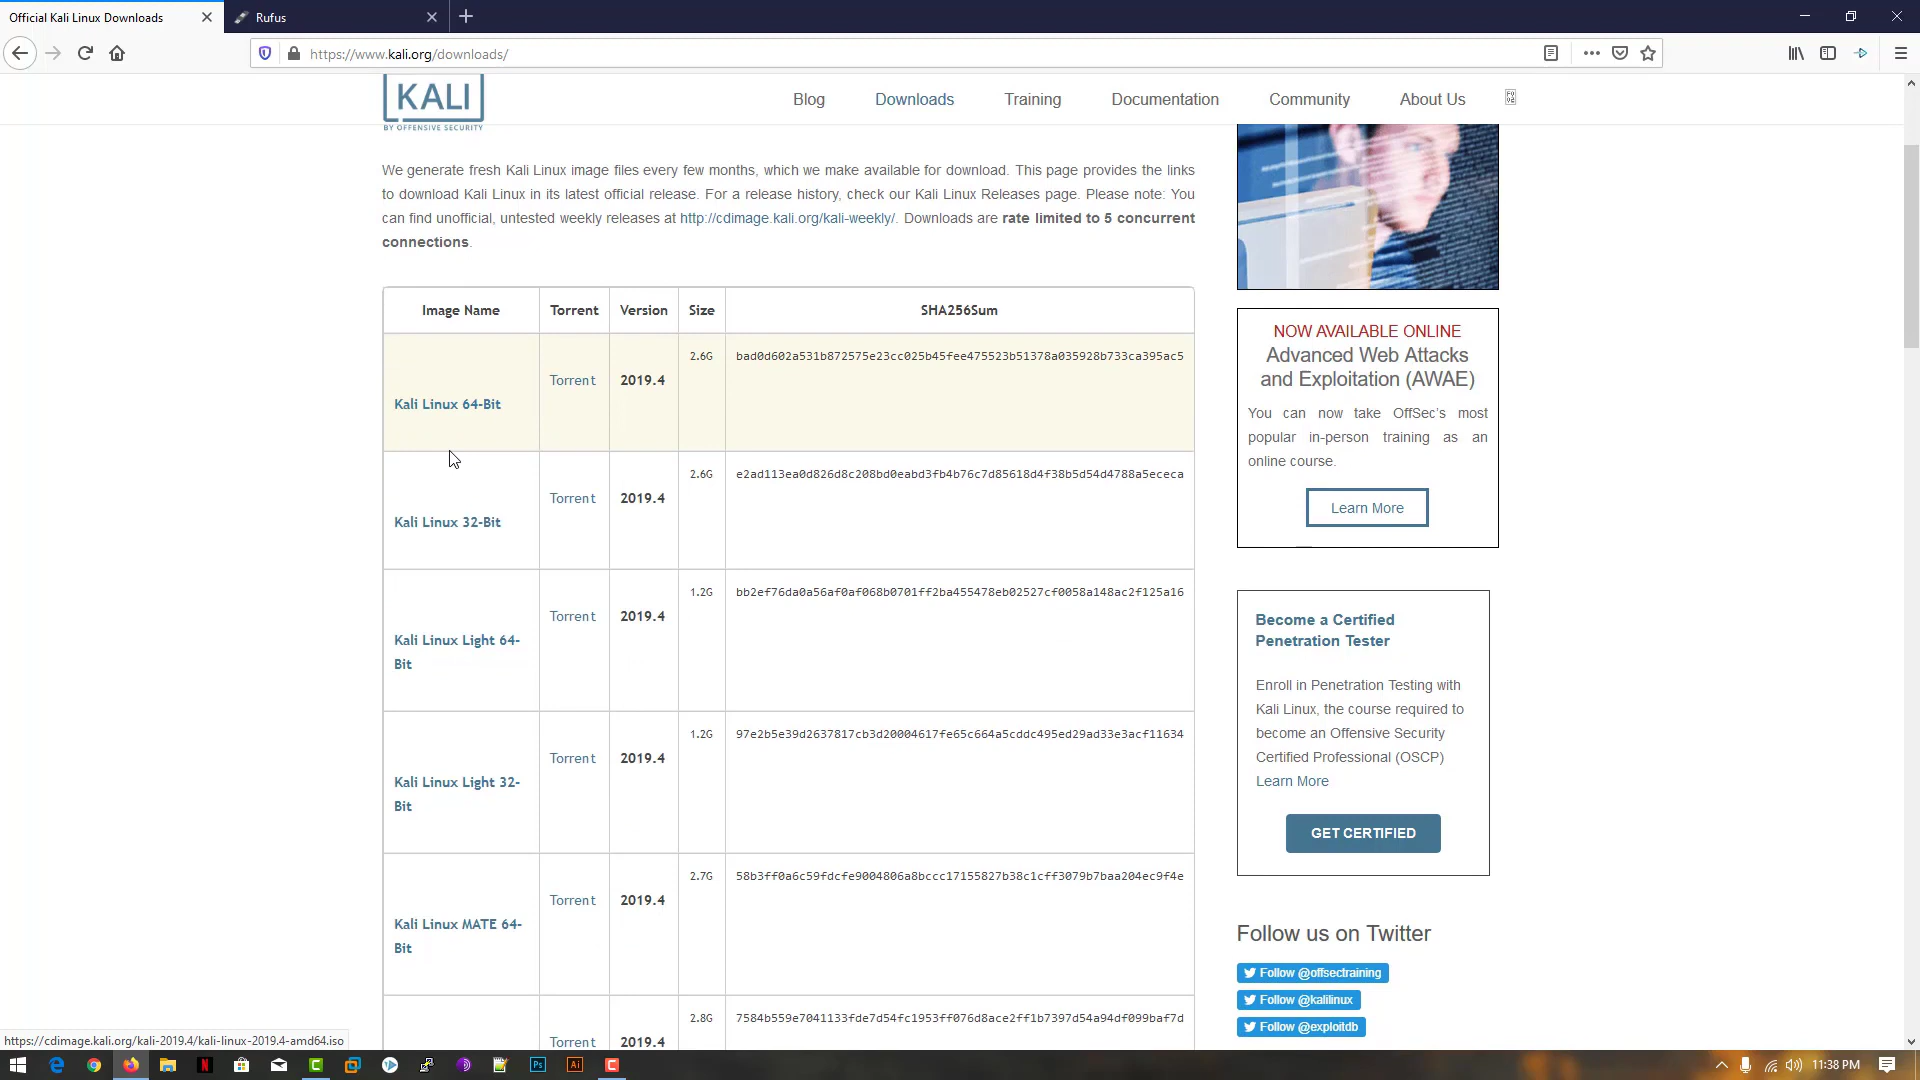 Official Kali Linux Downloads
Rufus
https://www.kali.org/downloads/
KALI
BY OFFENSIVE SECURITY
Blog
Downloads
Training
Documentation
Community
About Us
We generate fresh Kali Linux image files every few months, which we make available for download. This page provides the links
to download Kali Linux in its latest official release. For a release history, check our Kali Linux Releases page. Please note: You
can find unofficial, untested weekly releases at http://cdimage.kali.org/kali-weekly/. Downloads are rate limited to 5 concurrent
connections.
Image Name Torrent Version Size SHA256Sum
Kali Linux 64-Bit Torrent 2019.4 2.6G bad0d602a531b872575e23cc025b45fee475523b51378a035928b733ca395ac5
Kali Linux 32-Bit Torrent 2019.4 2.6G e2ad113ea0d826d8c208bd0eabd3fb4b76c7d85618d4f38b5d54d4788a5ececa
Kali Linux Light 64-
Bit
Torrent 2019.4 1.2G bb2ef76da0a56af0af068b0701ff2ba455478eb02527cf0058a148ac2f125a16
Kali Linux Light 32-
Bit
Torrent 2019.4 1.2G 97e2b5e39d2637817cb3d20004617fe65c664a5cddc495ed29ad33e3acf11634
Kali Linux MATE 64-
Bit
Torrent 2019.4 2.7G 58b3ff0a6c59fdcfe9004806a8bccc17155827b38c1cff3079b7baa204ec9f4e
Torrent 2019.4 2.8G 7584b559e7041133fde7d54fc1953ff076d8ace2ff1b7397d54a94df099baf7d
NOW AVAILABLE ONLINE
Advanced Web Attacks
and Exploitation (AWAE)
You can now take OffSec's most
popular in-person training as an
online course.
Learn More
Become a Certified
Penetration Tester
Enroll in Penetration Testing with
Kali Linux, the course required to
become an Offensive Security
Certified Professional (OSCP)
Learn More
GET CERTIFIED
Follow us on Twitter
Follow @offsectraining
Follow @kalilinux
Follow @exploitdb
https://cdimage.kali.org/kali-2019.4/kali-linux-2019.4-amd64.iso
11:38 PM